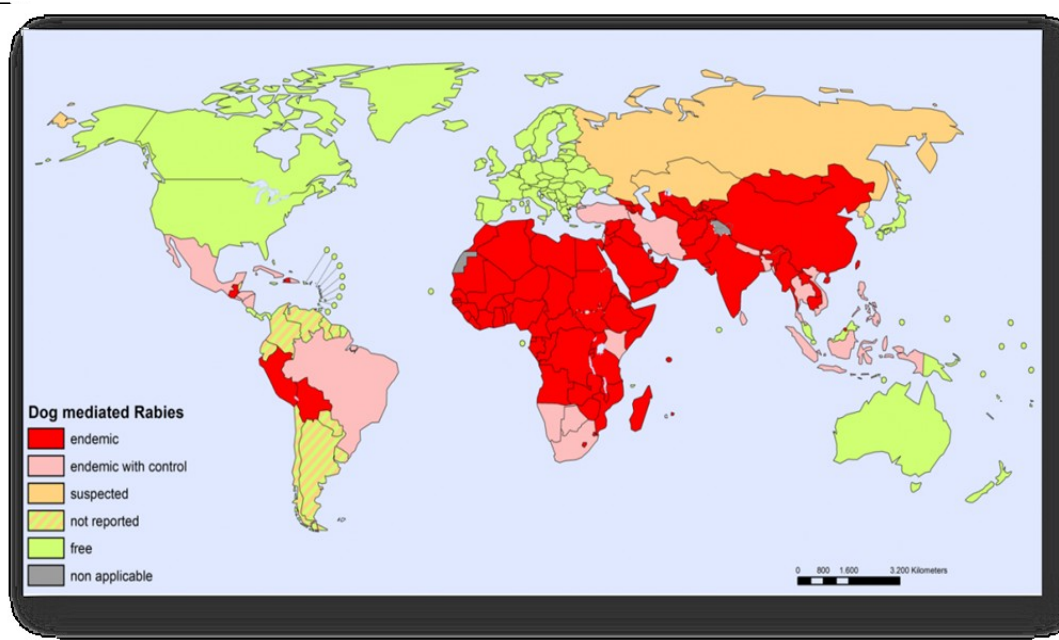 Dog mediated Rabies
endemic
endemic with control
suspected
not reported
free
non applicable
0 800 1.600 3.200 Kilometers